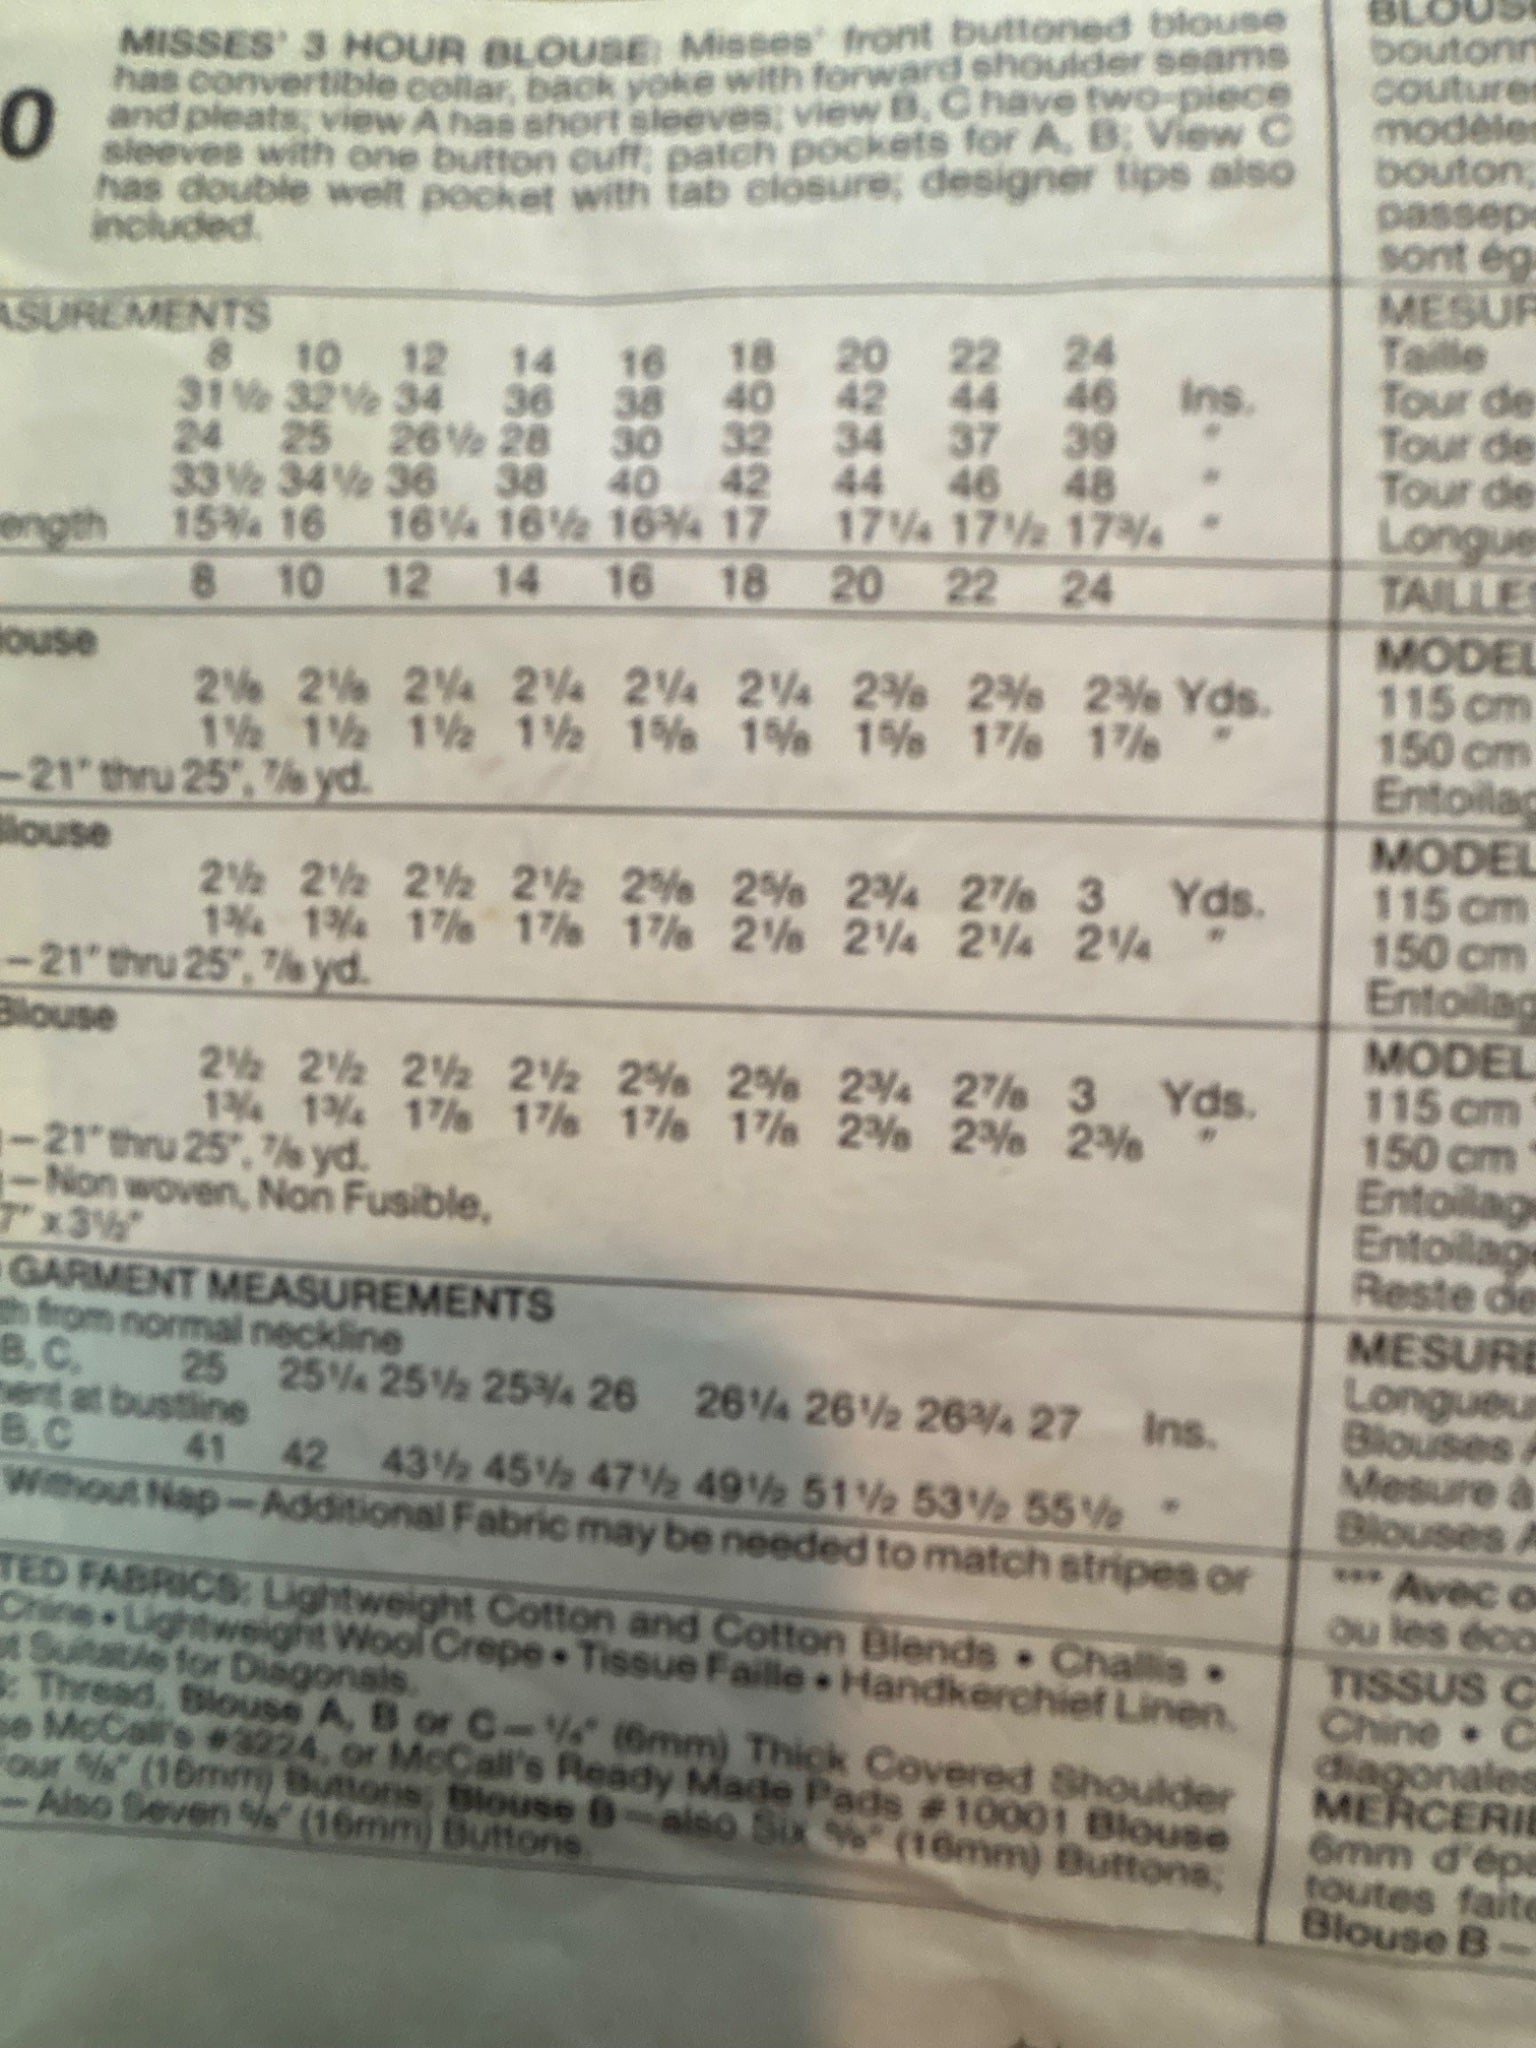 0
MISSES' 3 HOUR BLOUSE: Misses' front buttoned blouse
has convertible collar, back yoke with forward shoulder seams
and pleats; view A has short sleeves; view B, C have two-piece
sleeves with one button cuff; patch pockets for A, B; View C
has double welt pocket with tab closure; designer tips also
included.
ASUREMENTS
8 10 12 14 16 18 20 22 24
31½ 32½ 34 36 38 40 42 44 46 Ins.
24 25 26½ 28 30 32 34 37 39 "
33½ 34½ 36 38 40 42 44 46 48 "
ength 15¾ 16 16¼ 16½ 16¾ 17 17¼ 17½ 17¾ "
8 10 12 14 16 18 20 22 24
louse
2⅛ 2⅛ 2¼ 2¼ 2¼ 2¼ 2⅜ 2⅜ 2⅜ Yds.
1½ 1½ 1½ 1½ 1⅝ 1⅝ 1⅝ 1⅞ 1⅞ "
— 21" thru 25", ⅞ yd.
Blouse
2½ 2½ 2½ 2½ 2⅝ 2⅝ 2¾ 2⅞ 3 Yds.
1¾ 1¾ 1⅞ 1⅞ 1⅞ 2⅛ 2¼ 2¼ 2¼ "
— 21" thru 25", ⅞ yd.
Blouse
2½ 2½ 2½ 2½ 2⅝ 2⅝ 2¾ 2⅞ 3 Yds.
1¾ 1¾ 1⅞ 1⅞ 1⅞ 1⅞ 2⅜ 2⅜ 2⅜ "
— 21" thru 25", ⅞ yd.
— Non woven, Non Fusible,
7" x 3½"
GARMENT MEASUREMENTS
th from normal neckline
B, C, 25 25¼ 25½ 25¾ 26 26¼ 26½ 26¾ 27 Ins.
ent at bustline
B, C 41 42 43½ 45½ 47½ 49½ 51½ 53½ 55½ "
Without Nap — Additional Fabric may be needed to match stripes or
TED FABRICS: Lightweight Cotton and Cotton Blends • Challis •
Chine • Lightweight Wool Crepe • Tissue Faille • Handkerchief Linen.
t Suitable for Diagonals.
S: Thread, Blouse A, B or C — ¼" (6mm) Thick Covered Shoulder
se McCall's #3224, or McCall's Ready Made Pads #10001 Blouse
Four ⅝" (16mm) Buttons; Blouse B — also Six ⅝" (16mm) Buttons;
— Also Seven ⅝" (16mm) Buttons.
BLOUSE
boutonn
couture
modèle
bouton;
passep
sont ég
MESUR
Taille
Tour de
Tour de
Tour de
Longue
TAILLES
MODEL
115 cm
150 cm
Entoilag
MODEL
115 cm
150 cm
Entoilag
MODEL
115 cm
150 cm
Entoilage
Entoilage
Reste de
MESURE
Longueu
Blouses A
Mesure à
Blouses A
*** Avec o
ou les éco
TISSUS C
Chine • C
diagonales
MERCERIE
6mm d'épa
toutes faite
Blouse B —